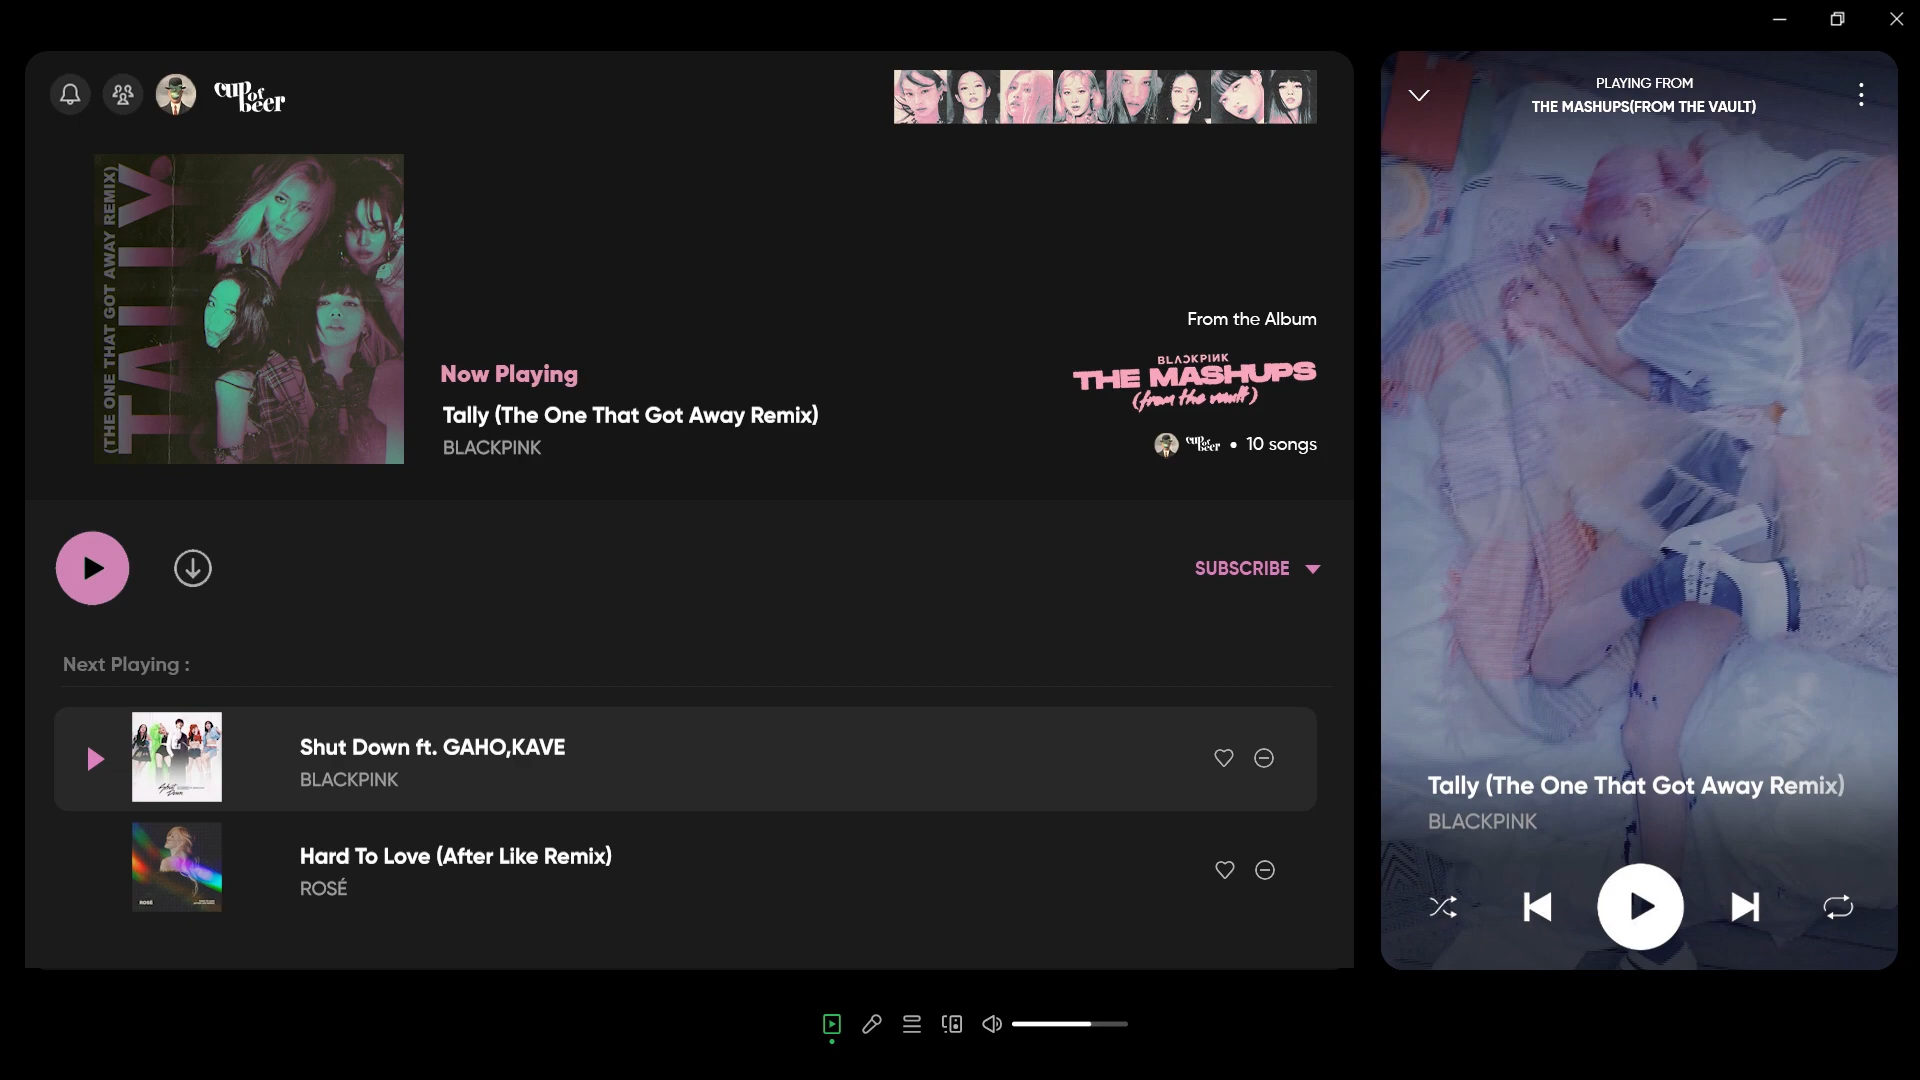 cup of beer
TALLY
(THE ONE THAT GOT AWAY REMIX)
Now Playing
Tally (The One That Got Away Remix)
BLACKPINK
From the Album
BLACKPINK
THE MASHUPS
(from the vault)
cup of beer • 10 songs
SUBSCRIBE
Next Playing :
Shut Down
Shut Down ft. GAHO,KAVE
BLACKPINK
ROSÉ
Hard To Love (After Like Remix)
ROSÉ
PLAYING FROM
THE MASHUPS(FROM THE VAULT)
Tally (The One That Got Away Remix)
BLACKPINK